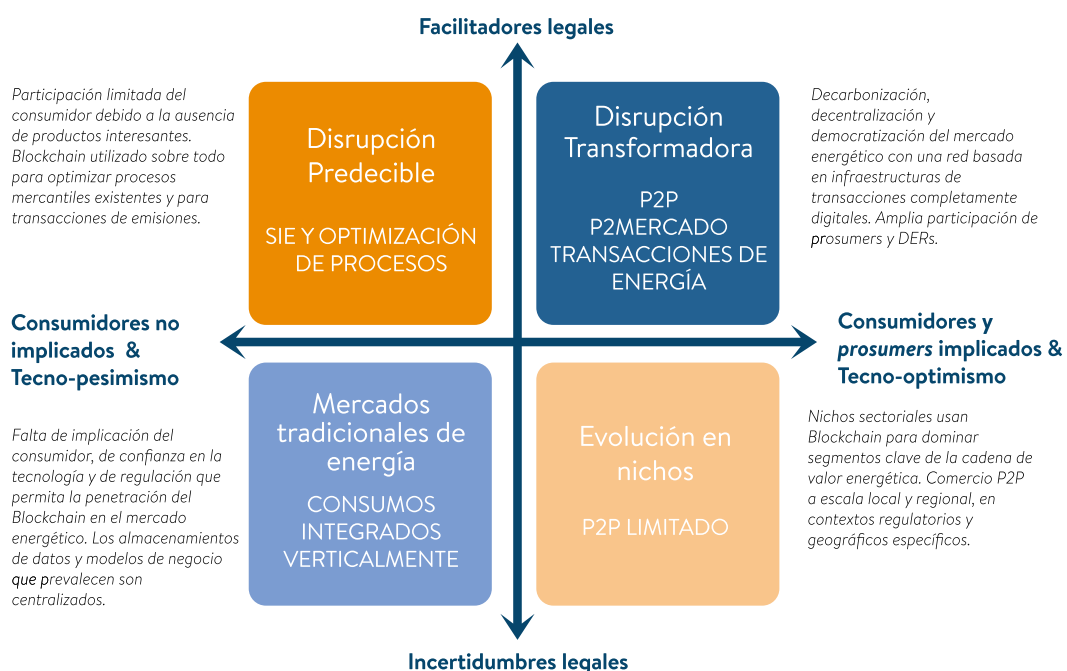 Facilitadores legales
Participación limitada del
consumidor debido a la ausencia
de productos interesantes.
Blockchain utilizado sobre todo
para optimizar procesos
mercantiles existentes y para
transacciones de emisiones.
Disrupción
Predecible
SIE Y OPTIMIZACIÓN
DE PROCESOS
Disrupción
Transformadora
P2P
P2MERCADO
TRANSACCIONES DE
ENERGÍA
Decarbonización,
decentralización y
democratización del mercado
energético con una red basada
en infraestructuras de
transacciones completamente
digitales. Amplia participación de
prosumers y DERs.
Consumidores no
implicados &
Tecno-pesimismo
Consumidores y
prosumers implicados &
Tecno-optimismo
Falta de implicación del
consumidor, de confianza en la
tecnología y de regulación que
permita la penetración del
Blockchain en el mercado
energético. Los almacenamientos
de datos y modelos de negocio
que prevalecen son
centralizados.
Mercados
tradicionales de
energía
CONSUMOS
INTEGRADOS
VERTICALMENTE
Evolución en
nichos
P2P LIMITADO
Nichos sectoriales usan
Blockchain para dominar
segmentos clave de la cadena de
valor energética. Comercio P2P
a escala local y regional, en
contextos regulatorios y
geográficos específicos.
Incertidumbres legales